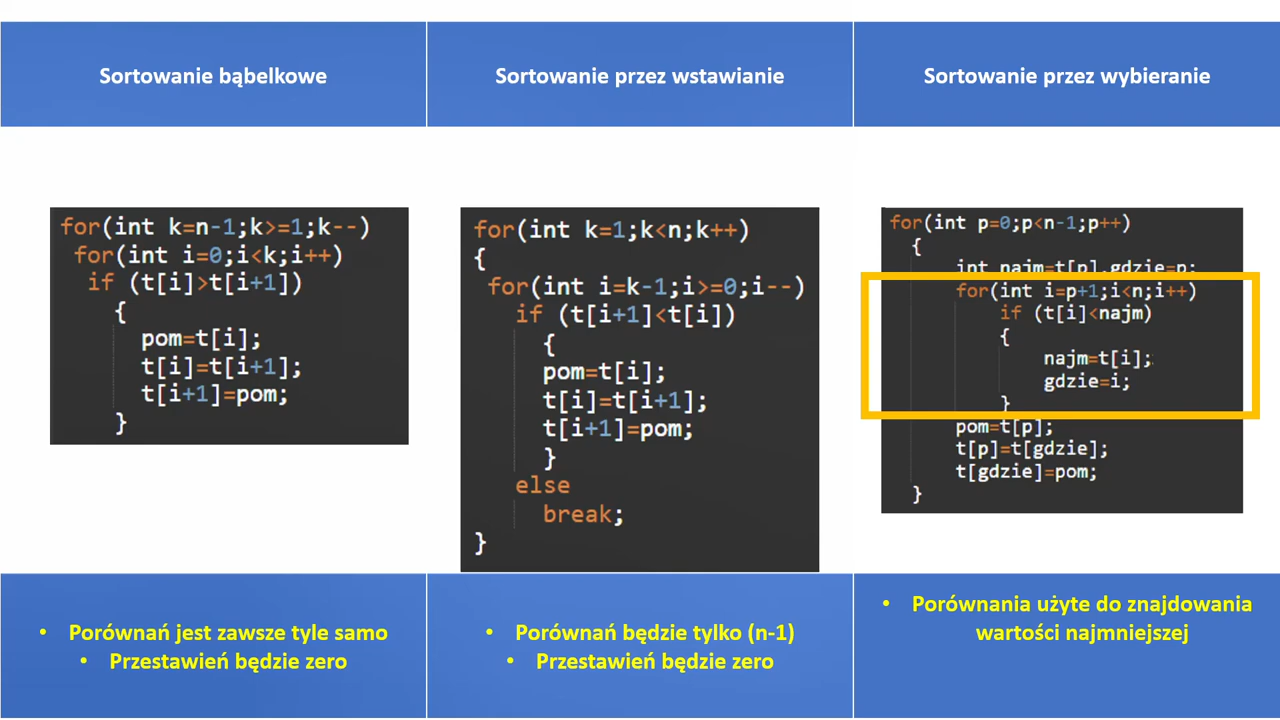 Sortowanie bąbelkowe
Sortowanie przez wstawianie
Sortowanie przez wybieranie
for(int k=n-1;k>=1;k--)
for(int i=0;i<k;i++)
if (t[i]>t[i+1])
{
pom=t[i];
t[i]=t[i+1];
t[i+1]=pom;
}
for(int k=1;k<n;k++)
{
for(int i=k-1;i>=0;i--)
if (t[i+1]<t[i])
{
pom=t[i];
t[i]=t[i+1];
t[i+1]=pom;
}
else
break;
}
for(int p=0;p<n-1;p++)
{
int najm=t[p],gdzie=p;
for(int i=p+1;i<n;i++)
if (t[i]<najm)
{
najm=t[i];
gdzie=i;
}
pom=t[p];
t[p]=t[gdzie];
t[gdzie]=pom;
}
• Porównań jest zawsze tyle samo
• Przestawień będzie zero
• Porównań będzie tylko (n-1)
• Przestawień będzie zero
• Porównania użyte do znajdowania
wartości najmniejszej